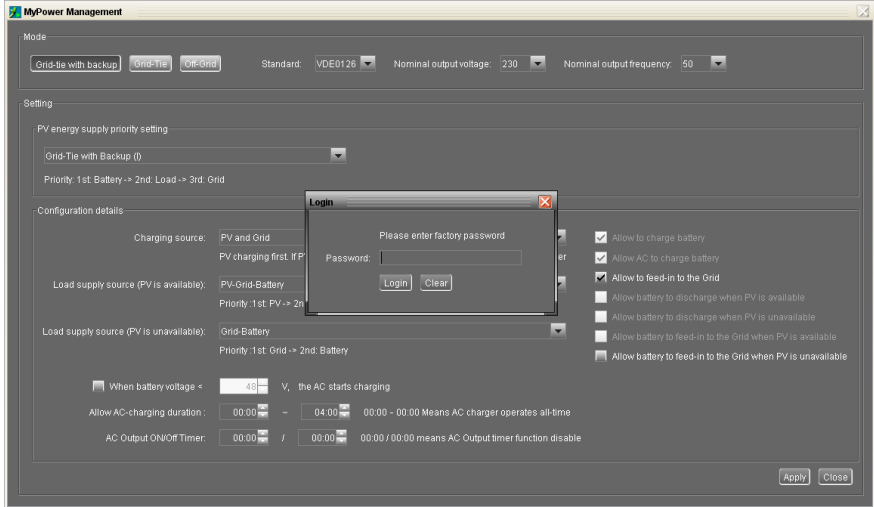 MyPower Management
Mode
Grid-tie with backup Grid-Tie Off-Grid Standard: VDE0126 Nominal output voltage: 230 Nominal output frequency: 50
Setting
PV energy supply priority setting
Grid-Tie with Backup (I)
Priority: 1st: Battery -> 2nd: Load -> 3rd: Grid
Login
Please enter factory password
Password:
Login Clear
Configuration details
Charging source: PV and Grid
PV charging first. If P
er
Load supply source (PV is available): PV-Grid-Battery
Priority :1st: PV-> 2n
Load supply source (PV is unavailable): Grid-Battery
Priority :1st: Grid -> 2nd: Battery
Allow to charge battery
Allow AC to charge battery
Allow to feed-in to the Grid
Allow battery to discharge when PV is available
Allow battery to discharge when PV is unavailable
Allow battery to feed-in to the Grid when PV is available
Allow battery to feed-in to the Grid when PV is unavailable
When battery voltage < 48 V, the AC starts charging
Allow AC-charging duration : 00:00 – 04:00 00:00 – 00:00 Means AC charger operates all-time
AC Output ON/Off Timer: 00:00 / 00:00 00:00 / 00:00 means AC Output timer function disable
Apply Close